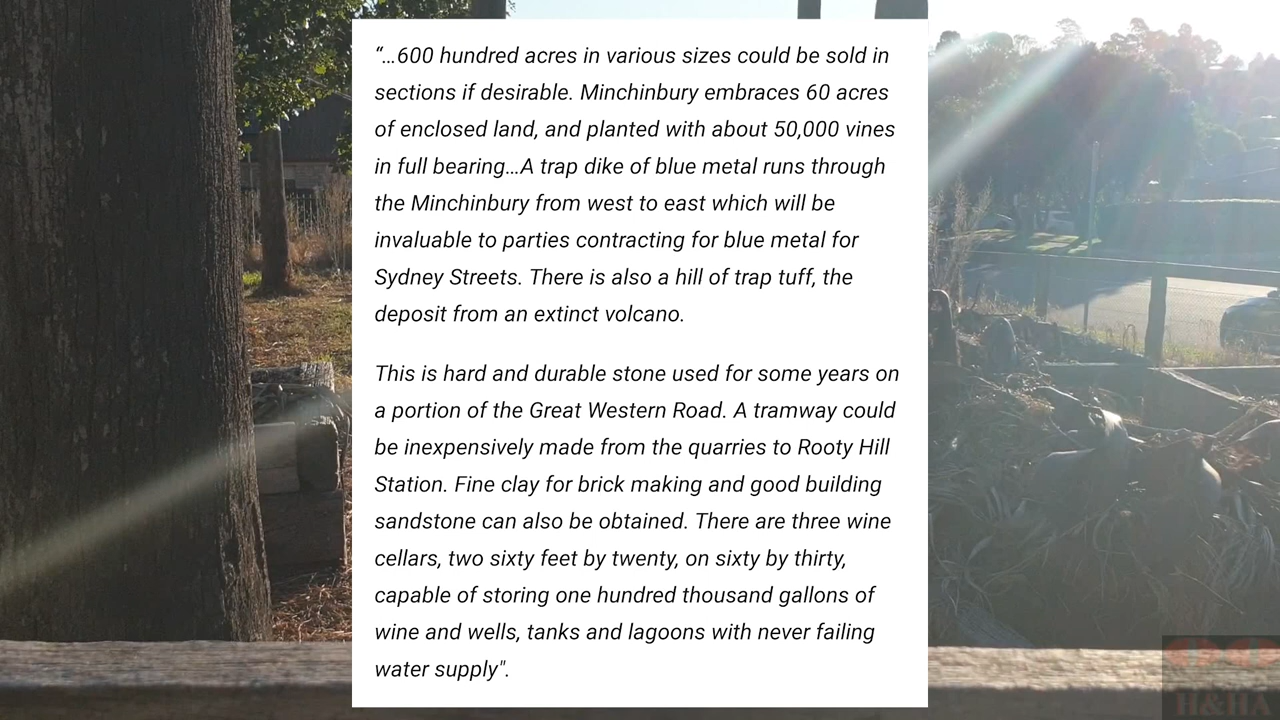 “…600 hundred acres in various sizes could be sold in
sections if desirable. Minchinbury embraces 60 acres
of enclosed land, and planted with about 50,000 vines
in full bearing…A trap dike of blue metal runs through
the Minchinbury from west to east which will be
invaluable to parties contracting for blue metal for
Sydney Streets. There is also a hill of trap tuff, the
deposit from an extinct volcano.
This is hard and durable stone used for some years on
a portion of the Great Western Road. A tramway could
be inexpensively made from the quarries to Rooty Hill
Station. Fine clay for brick making and good building
sandstone can also be obtained. There are three wine
cellars, two sixty feet by twenty, on sixty by thirty,
capable of storing one hundred thousand gallons of
wine and wells, tanks and lagoons with never failing
water supply".
H&HA